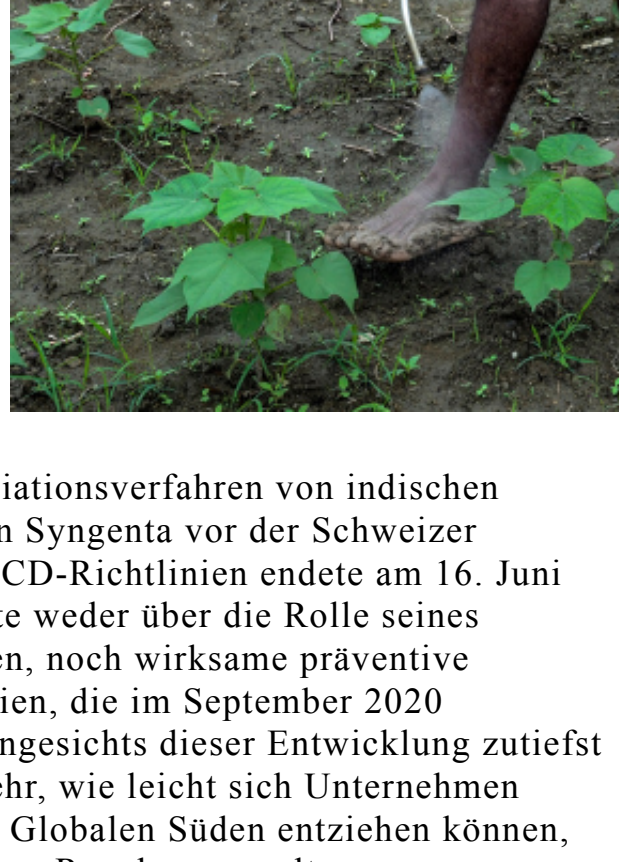 iationsverfahren von indischen
n Syngenta vor der Schweizer
CD-Richtlinien endete am 16. Juni
te weder über die Rolle seines
en, noch wirksame präventive
ien, die im September 2020
ngesichts dieser Entwicklung zutiefst
ehr, wie leicht sich Unternehmen
Globalen Süden entziehen können,